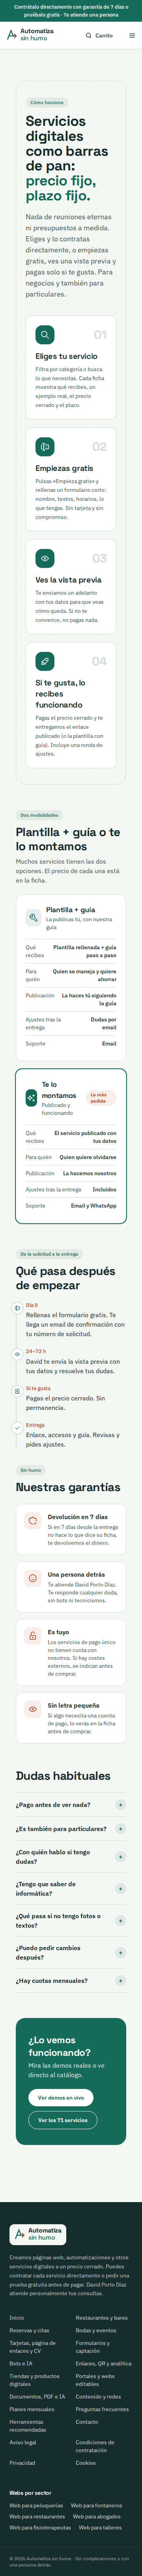 Contrátalo directamente con garantía de 7 días o
pruébalo gratis · Te atiende una persona
Automatiza
sin humo
Carrito
Cómo funciona
Servicios
digitales
como barras
de pan:
precio fijo,
plazo fijo.
Nada de reuniones eternas
ni presupuestos a medida.
Eliges y lo contratas
directamente, o empiezas
gratis, ves una vista previa y
pagas solo si te gusta. Para
negocios y también para
particulares.
01
Eliges tu servicio
Filtra por categoría o busca
lo que necesitas. Cada ficha
muestra qué recibes, un
ejemplo real, el precio
cerrado y el plazo.
02
Empiezas gratis
Pulsas «Empieza gratis» y
rellenas un formulario corto:
nombre, textos, horarios, lo
que tengas. Sin tarjeta y sin
compromiso.
03
Ves la vista previa
Te enviamos un adelanto
con tus datos para que veas
cómo queda. Si no te
convence, no pagas nada.
04
Si te gusta, lo
recibes
funcionando
Pagas el precio cerrado y te
entregamos el enlace
publicado (o la plantilla con
guía). Incluye una ronda de
ajustes.
Dos modalidades
Plantilla + guía o te
lo montamos
Muchos servicios tienen las dos
opciones. El precio de cada una está
en la ficha.
Plantilla + guía
La publicas tú, con nuestra
guía
Qué recibes
Plantilla rellenada + guía paso a paso
Para quién
Quien se maneja y quiere ahorrar
Publicación
La haces tú siguiendo la guía
Ajustes tras la entrega
Dudas por email
Soporte
Email
Te lo
montamos
Publicado y
funcionando
La más
pedida
Qué recibes
El servicio publicado con tus datos
Para quién
Quien quiere olvidarse
Publicación
La hacemos nosotros
Ajustes tras la entrega
Incluidos
Soporte
Email y WhatsApp
De la solicitud a la entrega
Qué pasa después
de empezar
Día 0
Rellenas el formulario gratis. Te
llega un email de confirmación con
tu número de solicitud.
24–72 h
David te envía la vista previa con
tus datos y resuelve tus dudas.
Si te gusta
Pagas el precio cerrado. Sin
permanencia.
Entrega
Enlace, accesos y guía. Revisas y
pides ajustes.
Sin humo
Nuestras garantías
Devolución en 7 días
Si en 7 días desde la entrega
no hace lo que dice su ficha,
te devolvemos el dinero.
Una persona detrás
Te atiende David Porto Díaz.
Te responde cualquier duda,
sin bots ni tecnicismos.
Es tuyo
Los servicios de pago único
no tienen cuota con
nosotros. Si hay costes
externos, se indican antes
de comprar.
Sin letra pequeña
Si algo necesita una cuenta
de pago, lo verás en la ficha
antes de comprar.
Dudas habituales
¿Pago antes de ver nada?
¿Es también para particulares?
¿Con quién hablo si tengo
dudas?
¿Tengo que saber de
informática?
¿Qué pasa si no tengo fotos o
textos?
¿Puedo pedir cambios
después?
¿Hay cuotas mensuales?
¿Lo vemos
funcionando?
Mira las demos reales o ve
directo al catálogo.
Ver demos en vivo
Ver los 71 servicios
Automatiza
sin humo
Creamos páginas web, automatizaciones y otros
servicios digitales a un precio cerrado. Puedes
contratar cada servicio directamente o pedir una
prueba gratuita antes de pagar. David Porto Díaz
atiende personalmente las consultas.
Inicio
Restaurantes y bares
Reservas y citas
Bodas y eventos
Tarjetas, página de
enlaces y CV
Formularios y
captación
Bots e IA
Enlaces, QR y analítica
Tiendas y productos
digitales
Portales y webs
editables
Documentos, PDF e IA
Contenido y redes
Planes mensuales
Preguntas frecuentes
Herramientas
recomendadas
Contacto
Aviso legal
Condiciones de
contratación
Privacidad
Cookies
Webs por sector
Web para peluquerías
Web para fontaneros
Web para restaurantes
Web para abogados
Web para fisioterapeutas
Web para talleres
© 2026 Automatiza sin humo · Sin complicaciones y con
una persona detrás.